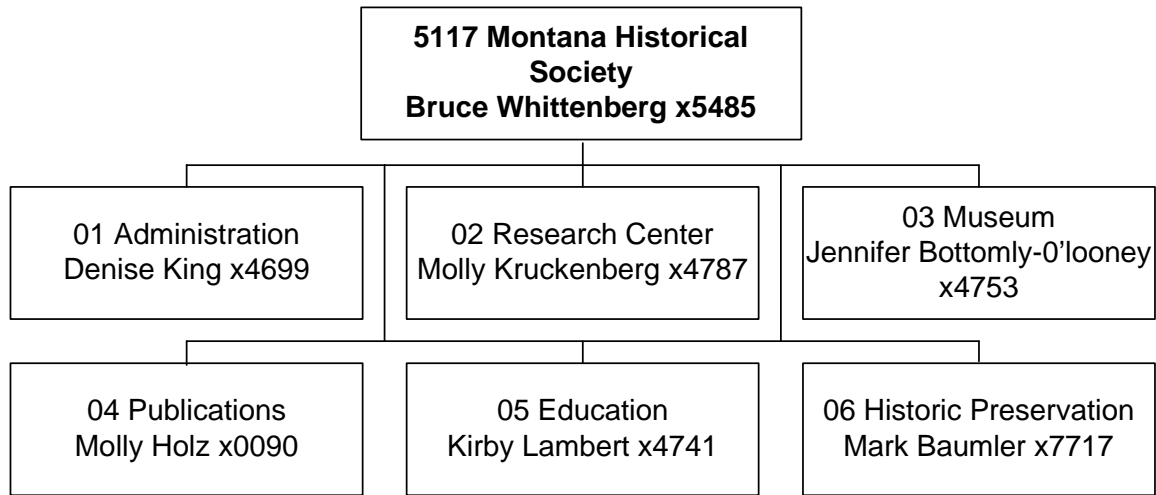 5117 Montana Historical
Society
Bruce Whittenberg x5485
01 Administration
Denise King x4699
02 Research Center
Molly Kruckenberg x4787
03 Museum
Jennifer Bottomly-0'looney
x4753
04 Publications
Molly Holz x0090
05 Education
Kirby Lambert x4741
06 Historic Preservation
Mark Baumler x7717